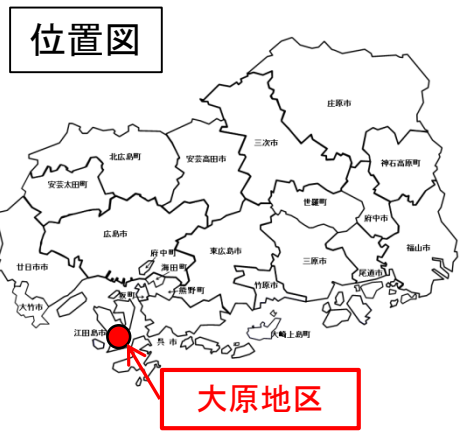 位置図
庄原市
三次市
北広島町
安芸高田市
神石高原町
安芸太田町
世羅町
府中市
広島市
福山市
府中町
東広島市
三原市
海田町
廿日市市
尾道市
坂町
熊野町
竹原市
大竹市
江田島市
呉市
大崎上島町
大原地区